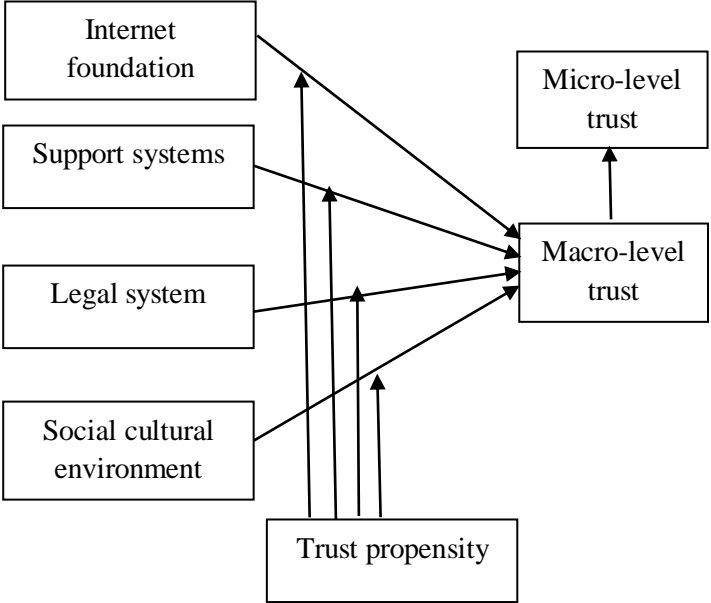 Internet
foundation
Micro-level
trust
Support systems
Macro-level
trust
Legal system
Social cultural
environment
Trust propensity